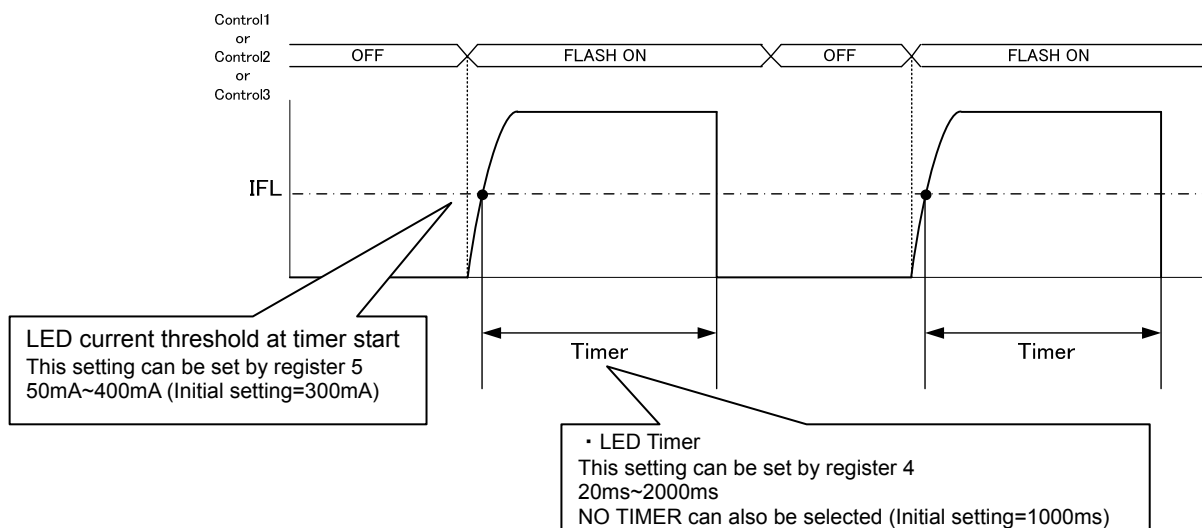 Control1
or
Control2
or
Control3
OFF
FLASH ON
OFF
FLASH ON
IFL
LED current threshold at timer start
This setting can be set by register 5
50mA~400mA (Initial setting=300mA)
Timer
Timer
・LED Timer
This setting can be set by register 4
20ms~2000ms
NO TIMER can also be selected (Initial setting=1000ms)